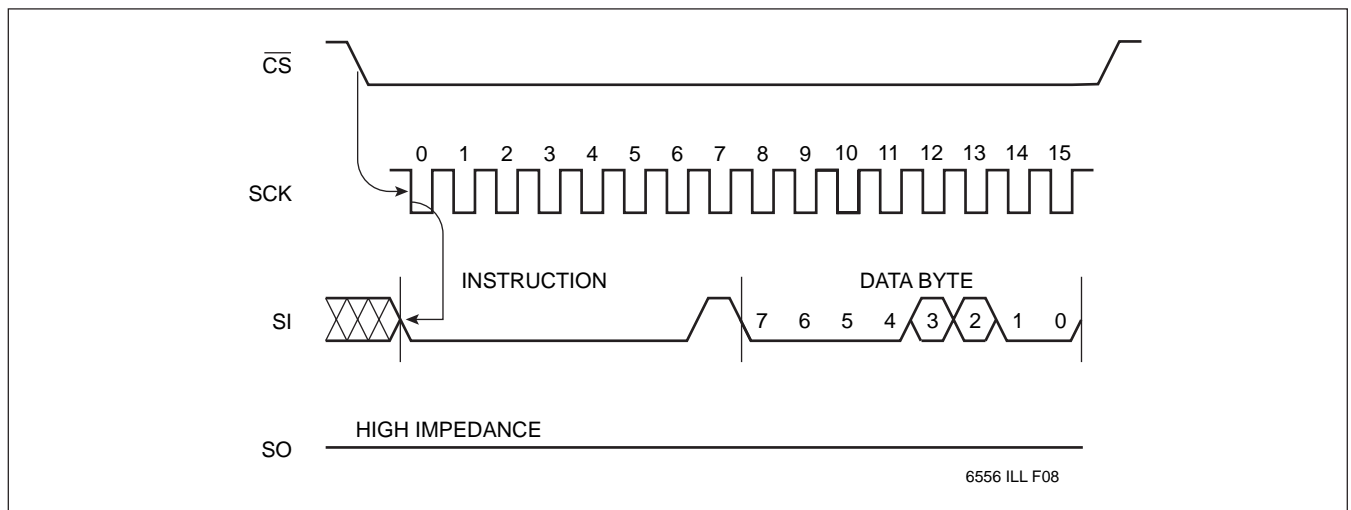 CS
0 1 2 3 4 5 6 7 8 9 10 11 12 13 14 15
SCK
INSTRUCTION DATA BYTE
SI
7 6 5 4 3 2 1 0
HIGH IMPEDANCE
SO
6556 ILL F08